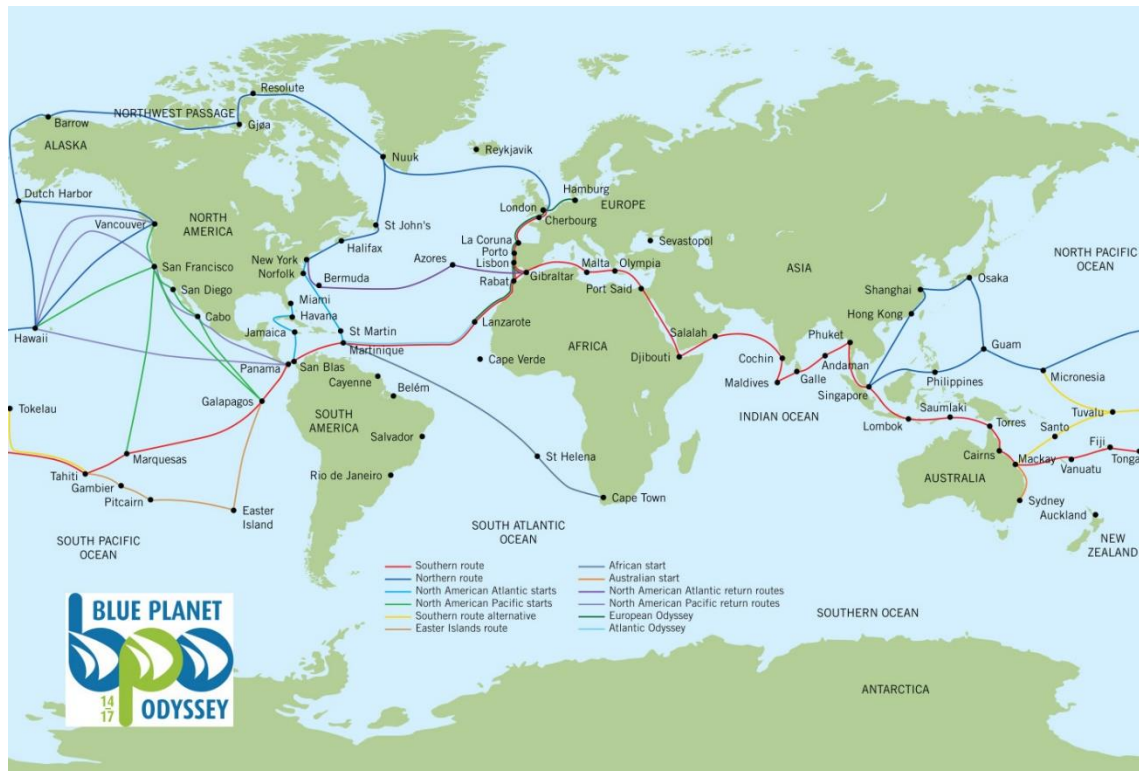 Resolute
NORTHWEST PASSAGE
Barrow
Gjøa
ALASKA
Nuuk
Reykjavik
Dutch Harbor
Hamburg
London
EUROPE
Cherbourg
NORTH
AMERICA
Vancouver
St John's
La Coruna
Porto
Sevastopol
Halifax
New York
Azores
Lisbon
Malta
Olympia
ASIA
NORTH PACIFIC
OCEAN
San Francisco
Norfolk
Bermuda
Gibraltar
Rabat
Port Said
Osaka
San Diego
Shanghai
Miami
Havana
Cabo
Hong Kong
Hawaii
Jamaica
St Martin
Lanzarote
Salalah
Phuket
Martinique
AFRICA
Guam
Panama
San Blas
Cape Verde
Djibouti
Cochin
Andaman
Cayenne
Belém
Maldives
Galle
Philippines
Micronesia
Singapore
Galapagos
SOUTH
AMERICA
INDIAN OCEAN
Saumlaki
Tuvalu
Tokelau
Lombok
Torres
Santo
Salvador
Fiji
Marquesas
St Helena
Cairns
Mackay
Tonga
Tahiti
Vanuatu
Gambier
Rio de Janeiro
AUSTRALIA
Pitcairn
Cape Town
Sydney
Easter
Island
Auckland
SOUTH ATLANTIC
OCEAN
SOUTH PACIFIC
OCEAN
NEW
ZEALAND
Southern route
Northern route
North American Atlantic starts
North American Pacific starts
Southern route alternative
Easter Islands route
African start
Australian start
North American Atlantic return routes
North American Pacific return routes
European Odyssey
Atlantic Odyssey
SOUTHERN OCEAN
BLUE PLANET
bpo
14
17
ODYSSEY
ANTARCTICA